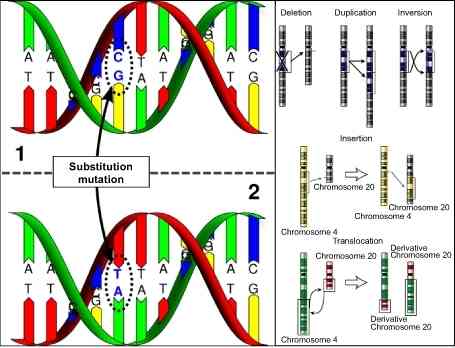 Deletion Duplication Inversion
A A C A C
T T G T A T G
1
Substitution mutation
2
A A T A C
T T A T A T G
Insertion
Chromosome 20
Chromosome 20
Chromosome 4
Chromosome 4
Translocation
Derivative
Chromosome 20
Chromosome 20
Derivative
Chromosome 20
Chromosome 4